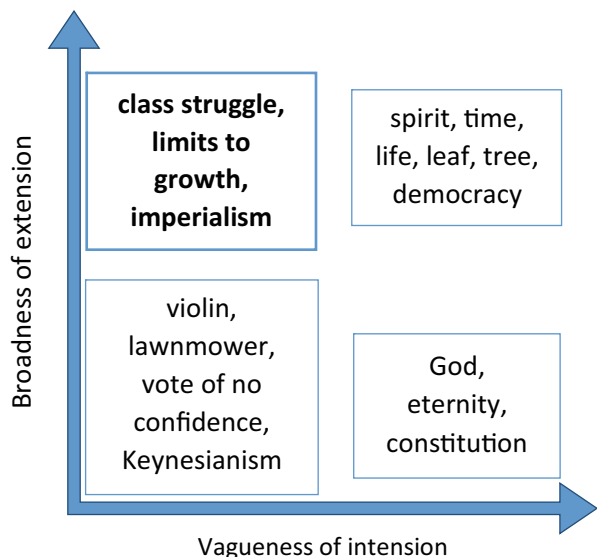 Broadness of extension
class struggle,
limits to
growth,
imperialism
spirit, time,
life, leaf, tree,
democracy
violin,
lawnmower,
vote of no
confidence,
Keynesianism
God,
eternity,
constitution
Vagueness of intension